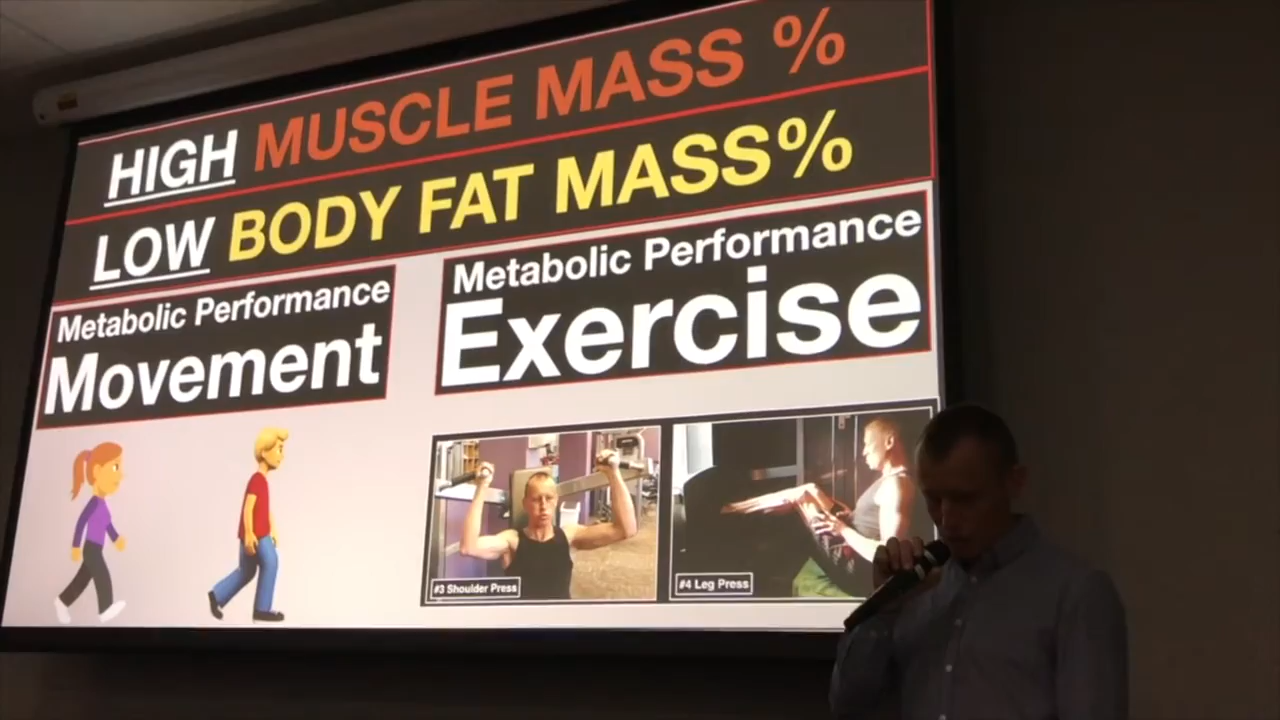 HIGH MUSCLE MASS %
LOW BODY FAT MASS%
Metabolic Performance
Movement
Metabolic Performance
Exercise
#3 Shoulder Press
#4 Leg Press